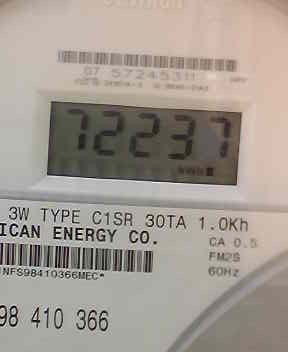 CENTRON
07 57245311
72237
3W TYPE C1SR 30TA 1.0Kh
ICAN ENERGY CO.
CA 0.5
FM2S
60Hz
NFS98410366MEC*
98 410 366